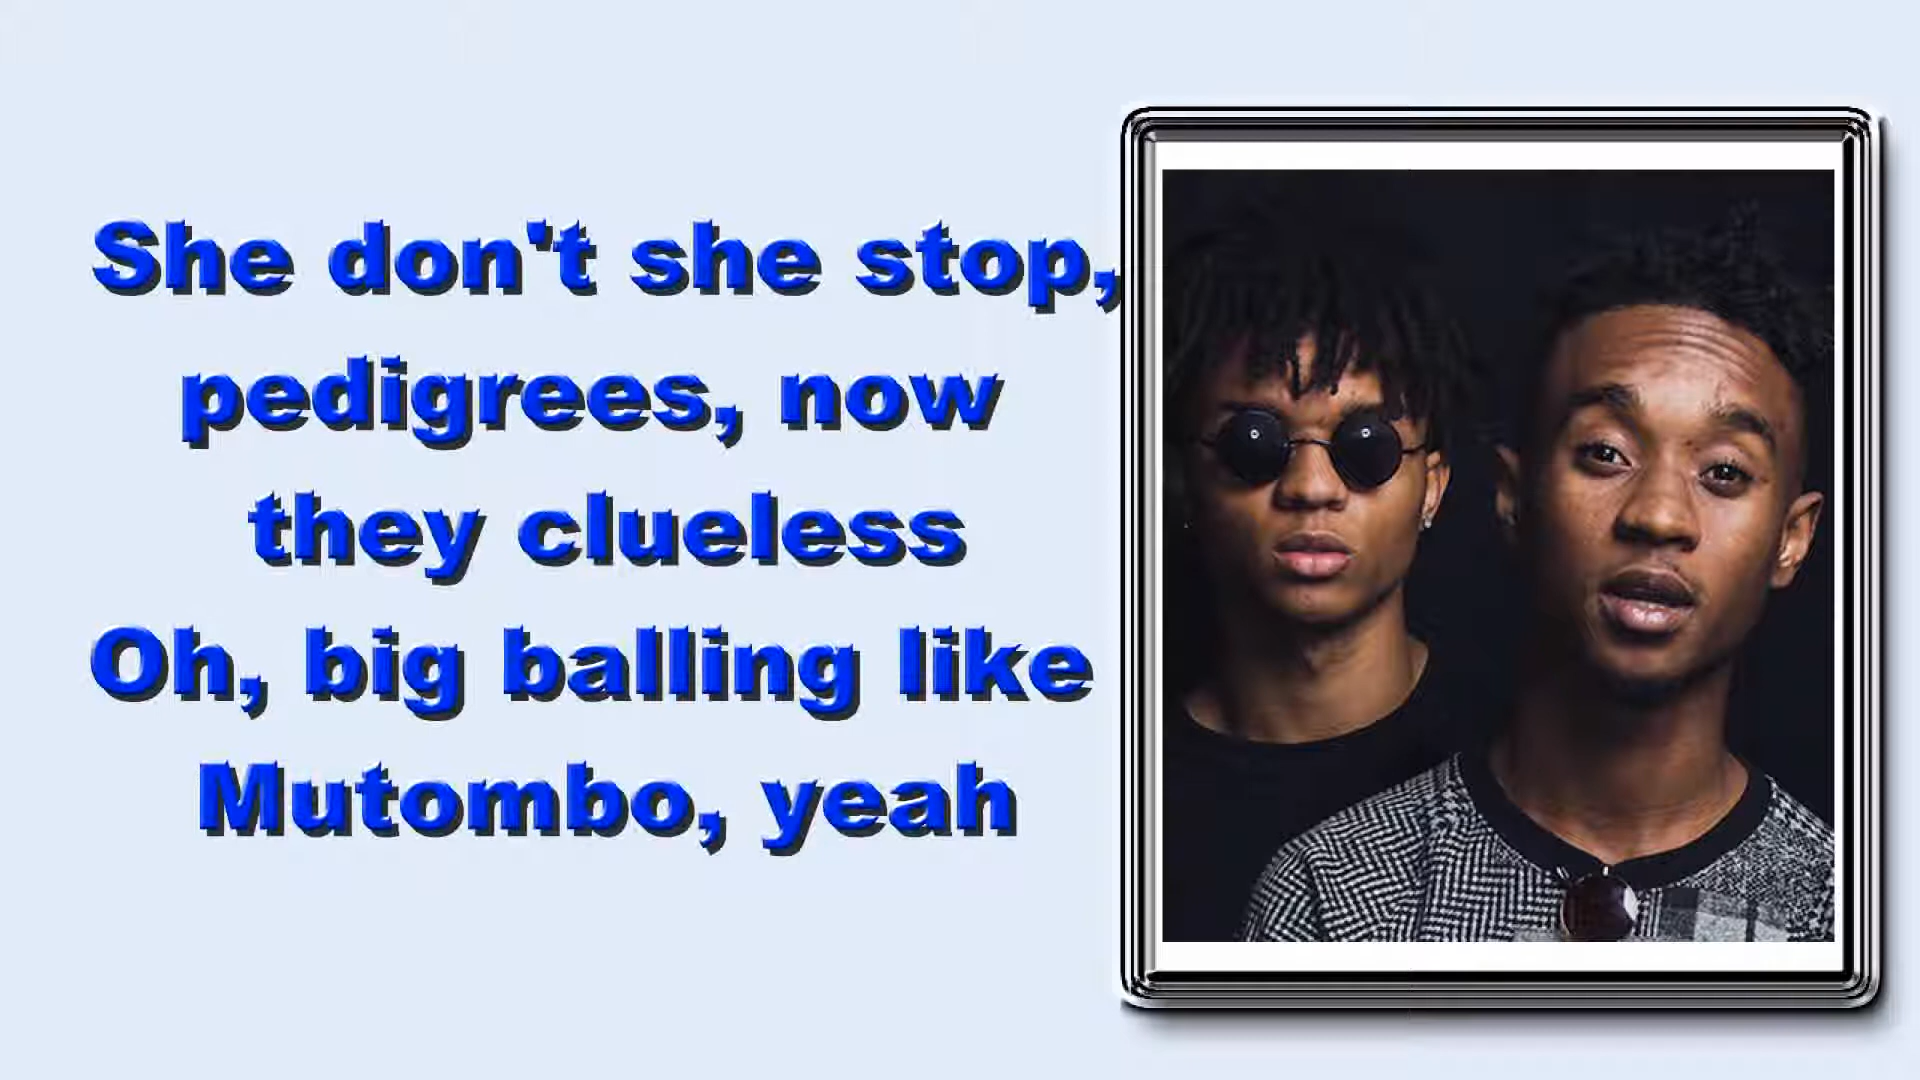 She don't she stop,
pedigrees, now
they clueless
Oh, big balling like
Mutombo, yeah